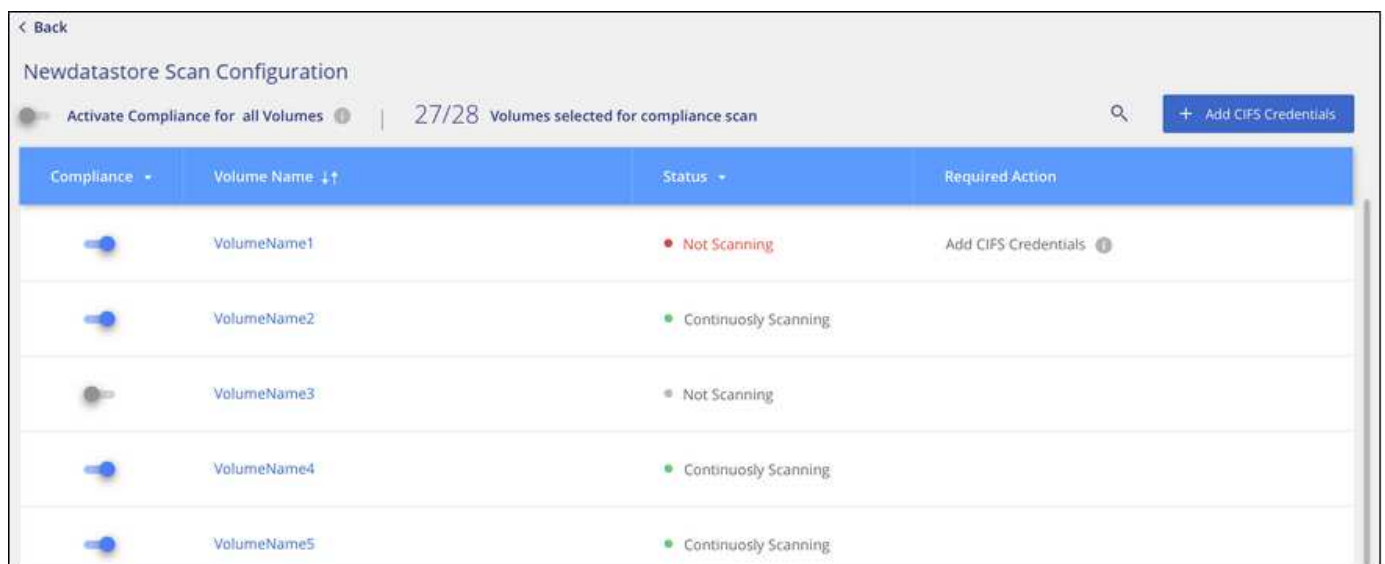 < Back
Newdatastore Scan Configuration
Activate Compliance for all Volumes i | 27/28 Volumes selected for compliance scan + Add CIFS Credentials
Compliance Volume Name ↓↑ Status Required Action
VolumeName1 Not Scanning Add CIFS Credentials i
VolumeName2 Continuosly Scanning
VolumeName3 Not Scanning
VolumeName4 Continuosly Scanning
VolumeName5 Continuosly Scanning